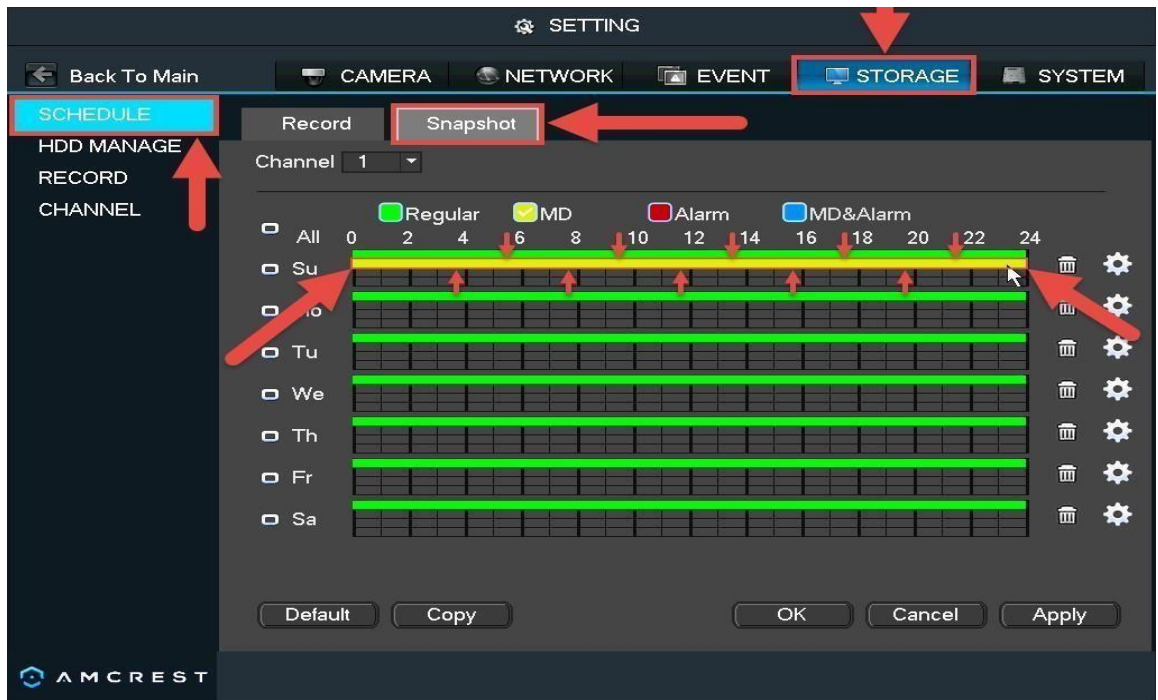 SETTING
Back To Main CAMERA NETWORK EVENT STORAGE SYSTEM
SCHEDULE
HDD MANAGE
RECORD
CHANNEL
Record Snapshot
Channel 1
Regular MD Alarm MD&Alarm
All 0 2 4 6 8 10 12 14 16 18 20 22 24
Su
Tu
We
Th
Fr
Sa
Default Copy OK Cancel Apply
AMCREST